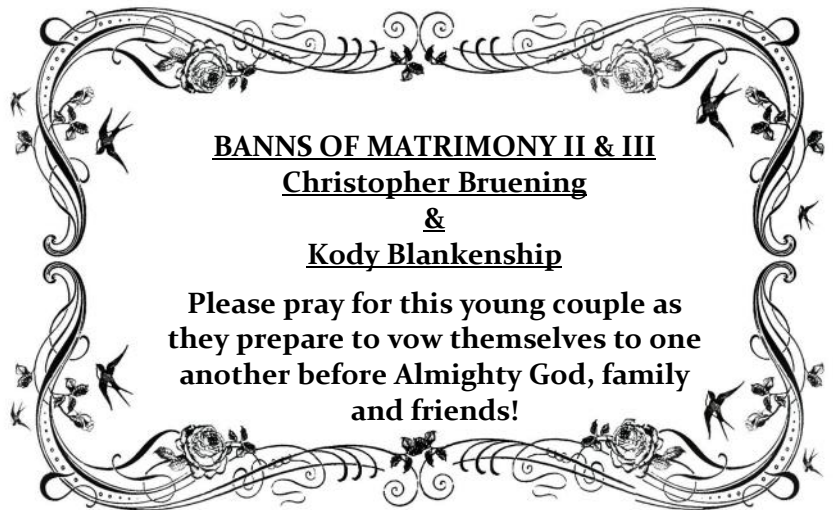 BANNS OF MATRIMONY II & III
Christopher Bruening
&
Kody Blankenship
Please pray for this young couple as
they prepare to vow themselves to one
another before Almighty God, family
and friends!